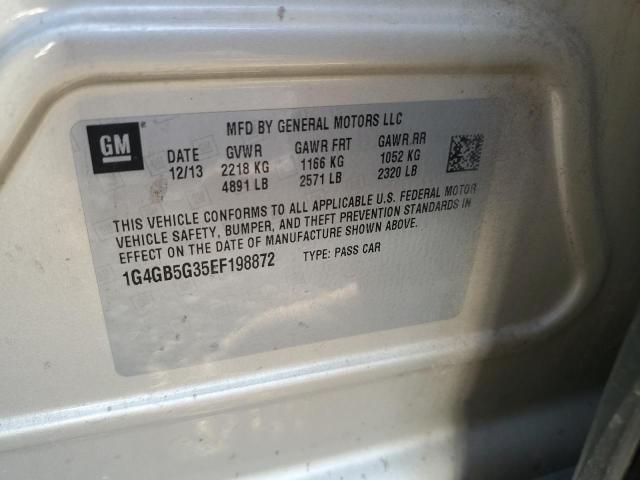 GM
MFD BY GENERAL MOTORS LLC
DATE GVWR GAWR FRT GAWR RR
12/13 2218 KG 1166 KG 1052 KG
4891 LB 2571 LB 2320 LB
THIS VEHICLE CONFORMS TO ALL APPLICABLE U.S. FEDERAL MOTOR
VEHICLE SAFETY, BUMPER, AND THEFT PREVENTION STANDARDS IN
EFFECT ON THE DATE OF MANUFACTURE SHOWN ABOVE.
1G4GB5G35EF198872 TYPE: PASS CAR